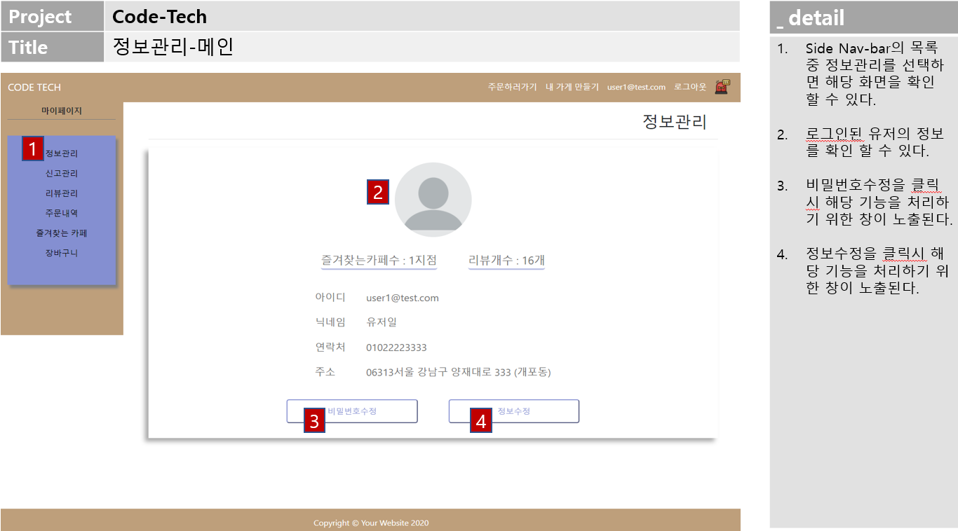 Project
Code-Tech
Title
정보관리-메인
CODE TECH
주문하러가기 내 가게 만들기 user1@test.com 로그아웃
마이페이지
정보관리
1
정보관리
신고관리
리뷰관리
주문내역
즐겨찾는 카페
장바구니
2
즐겨찾는카페수 : 1지점
리뷰개수 : 16개
아이디 user1@test.com
닉네임 유저일
연락처 01022223333
주소 06313서울 강남구 양재대로 333 (개포동)
3
비밀번호수정
4
정보수정
Copyright © Your Website 2020
_ detail
1. Side Nav-bar의 목록
중 정보관리를 선택하
면 해당 화면을 확인
할 수 있다.
2. 로그인된 유저의 정보
를 확인 할 수 있다.
3. 비밀번호수정을 클릭
시 해당 기능을 처리하
기 위한 창이 노출된다.
4. 정보수정을 클릭시 해
당 기능을 처리하기 위
한 창이 노출된다.